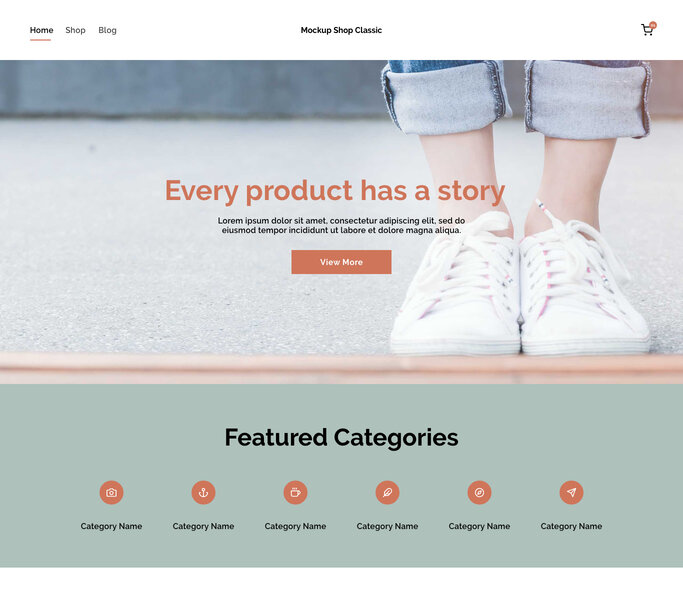 Home Shop Blog Mockup Shop Classic
Every product has a story
Lorem ipsum dolor sit amet, consectetur adipiscing elit, sed do
eiusmod tempor incididunt ut labore et dolore magna aliqua.
View More
Featured Categories
Category Name Category Name Category Name Category Name Category Name Category Name